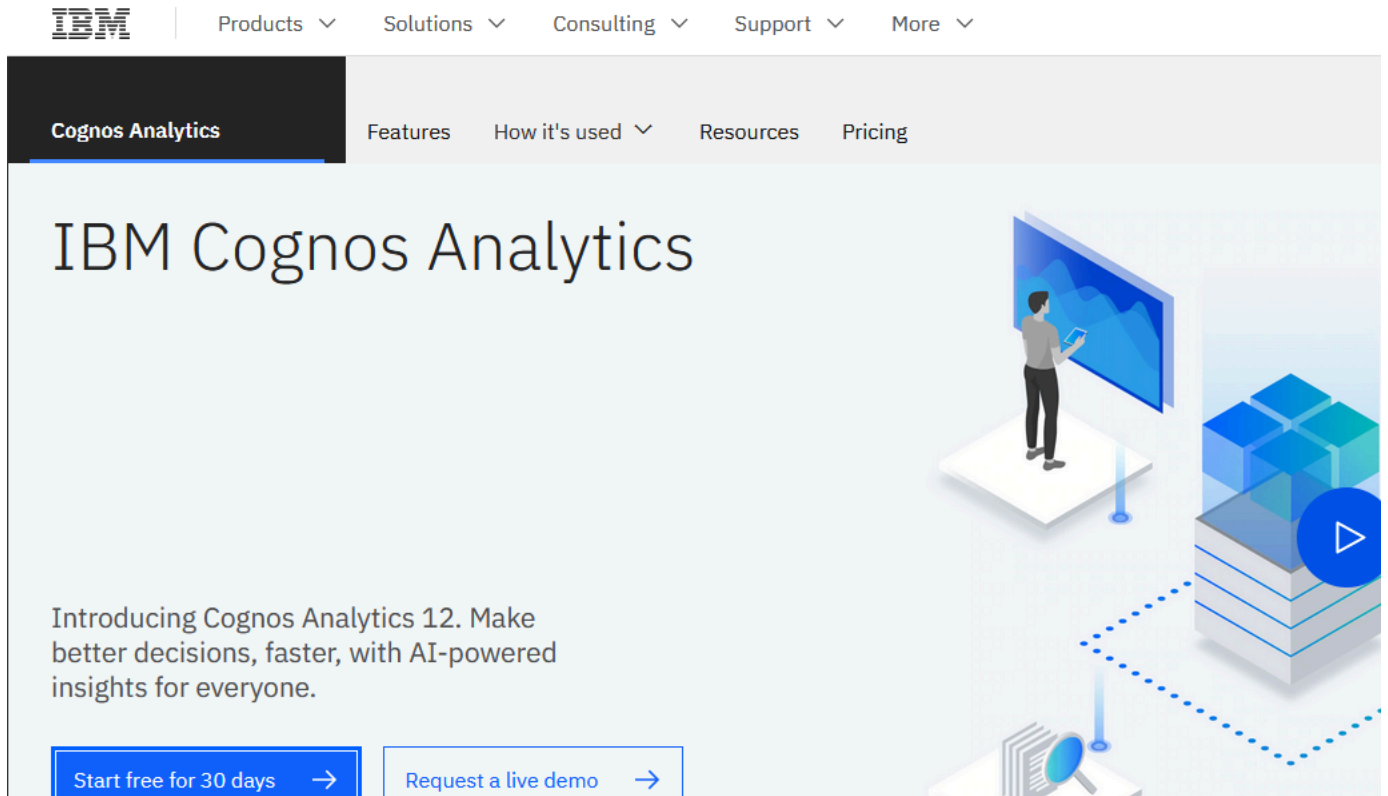 IBM
Products
Solutions
Consulting
Support
More
Cognos Analytics
Features
How it's used
Resources
Pricing
IBM Cognos Analytics
Introducing Cognos Analytics 12. Make
better decisions, faster, with AI-powered
insights for everyone.
Start free for 30 days
Request a live demo